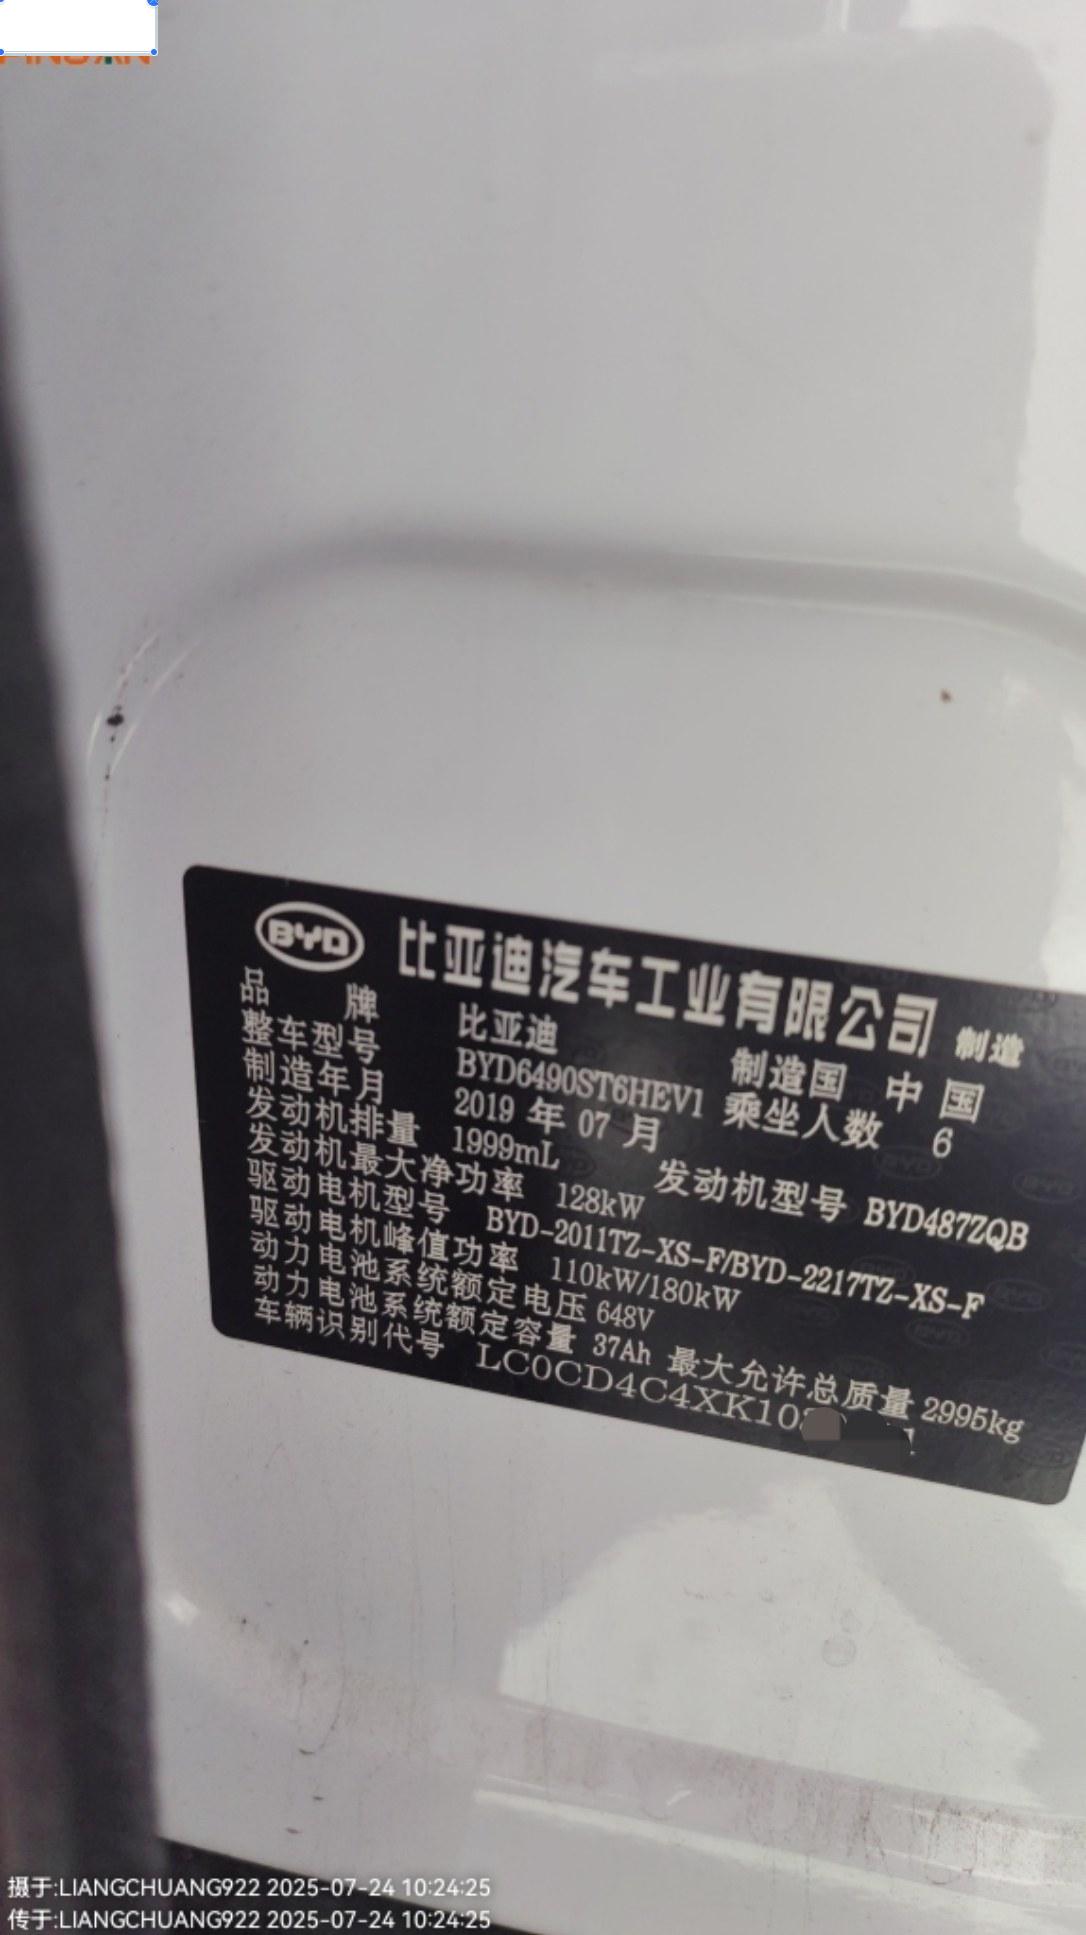 BYD 比亚迪汽车工业有限公司 制造
品牌 比亚迪 制造国 中国
整车型号 BYD6490ST6HEV1 乘坐人数 6
制造年月 2019 年 07 月
发动机排量 1999mL 发动机型号 BYD487ZQB
发动机最大净功率 128kW
驱动电机型号 BYD-2011TZ-XS-F/BYD-2217TZ-XS-F
驱动电机峰值功率 110kW/180kW
动力电池系统额定电压 648V
动力电池系统额定容量 37Ah 最大允许总质量 2995kg
车辆识别代号 LC0CD4C4XK10
摄于:LIANGCHUANG922 2025-07-24 10:24:25
传于:LIANGCHUANG922 2025-07-24 10:24:25